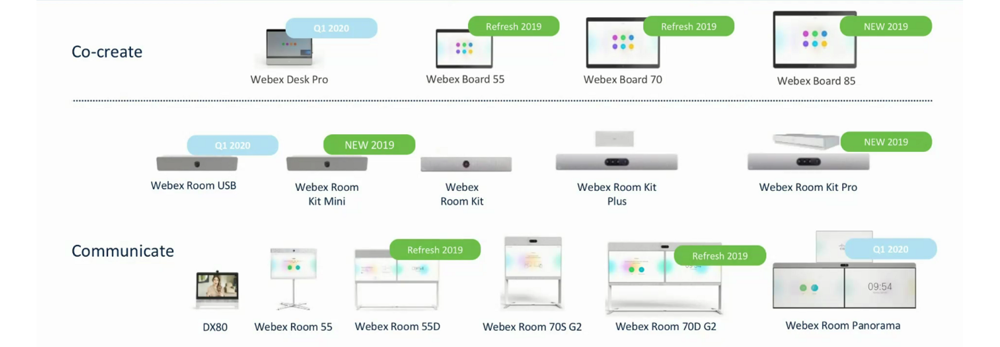 Q1 2020
Refresh 2019
Refresh 2019
NEW 2019
Co-create
Webex Desk Pro
Webex Board 55
Webex Board 70
Webex Board 85
Q1 2020
NEW 2019
NEW 2019
Webex Room USB
Webex Room
Kit Mini
Webex
Room Kit
Webex Room Kit
Plus
Webex Room Kit Pro
Communicate
Refresh 2019
Refresh 2019
Q1 2020
09:54
DX80
Webex Room 55
Webex Room 55D
Webex Room 70S G2
Webex Room 70D G2
Webex Room Panorama